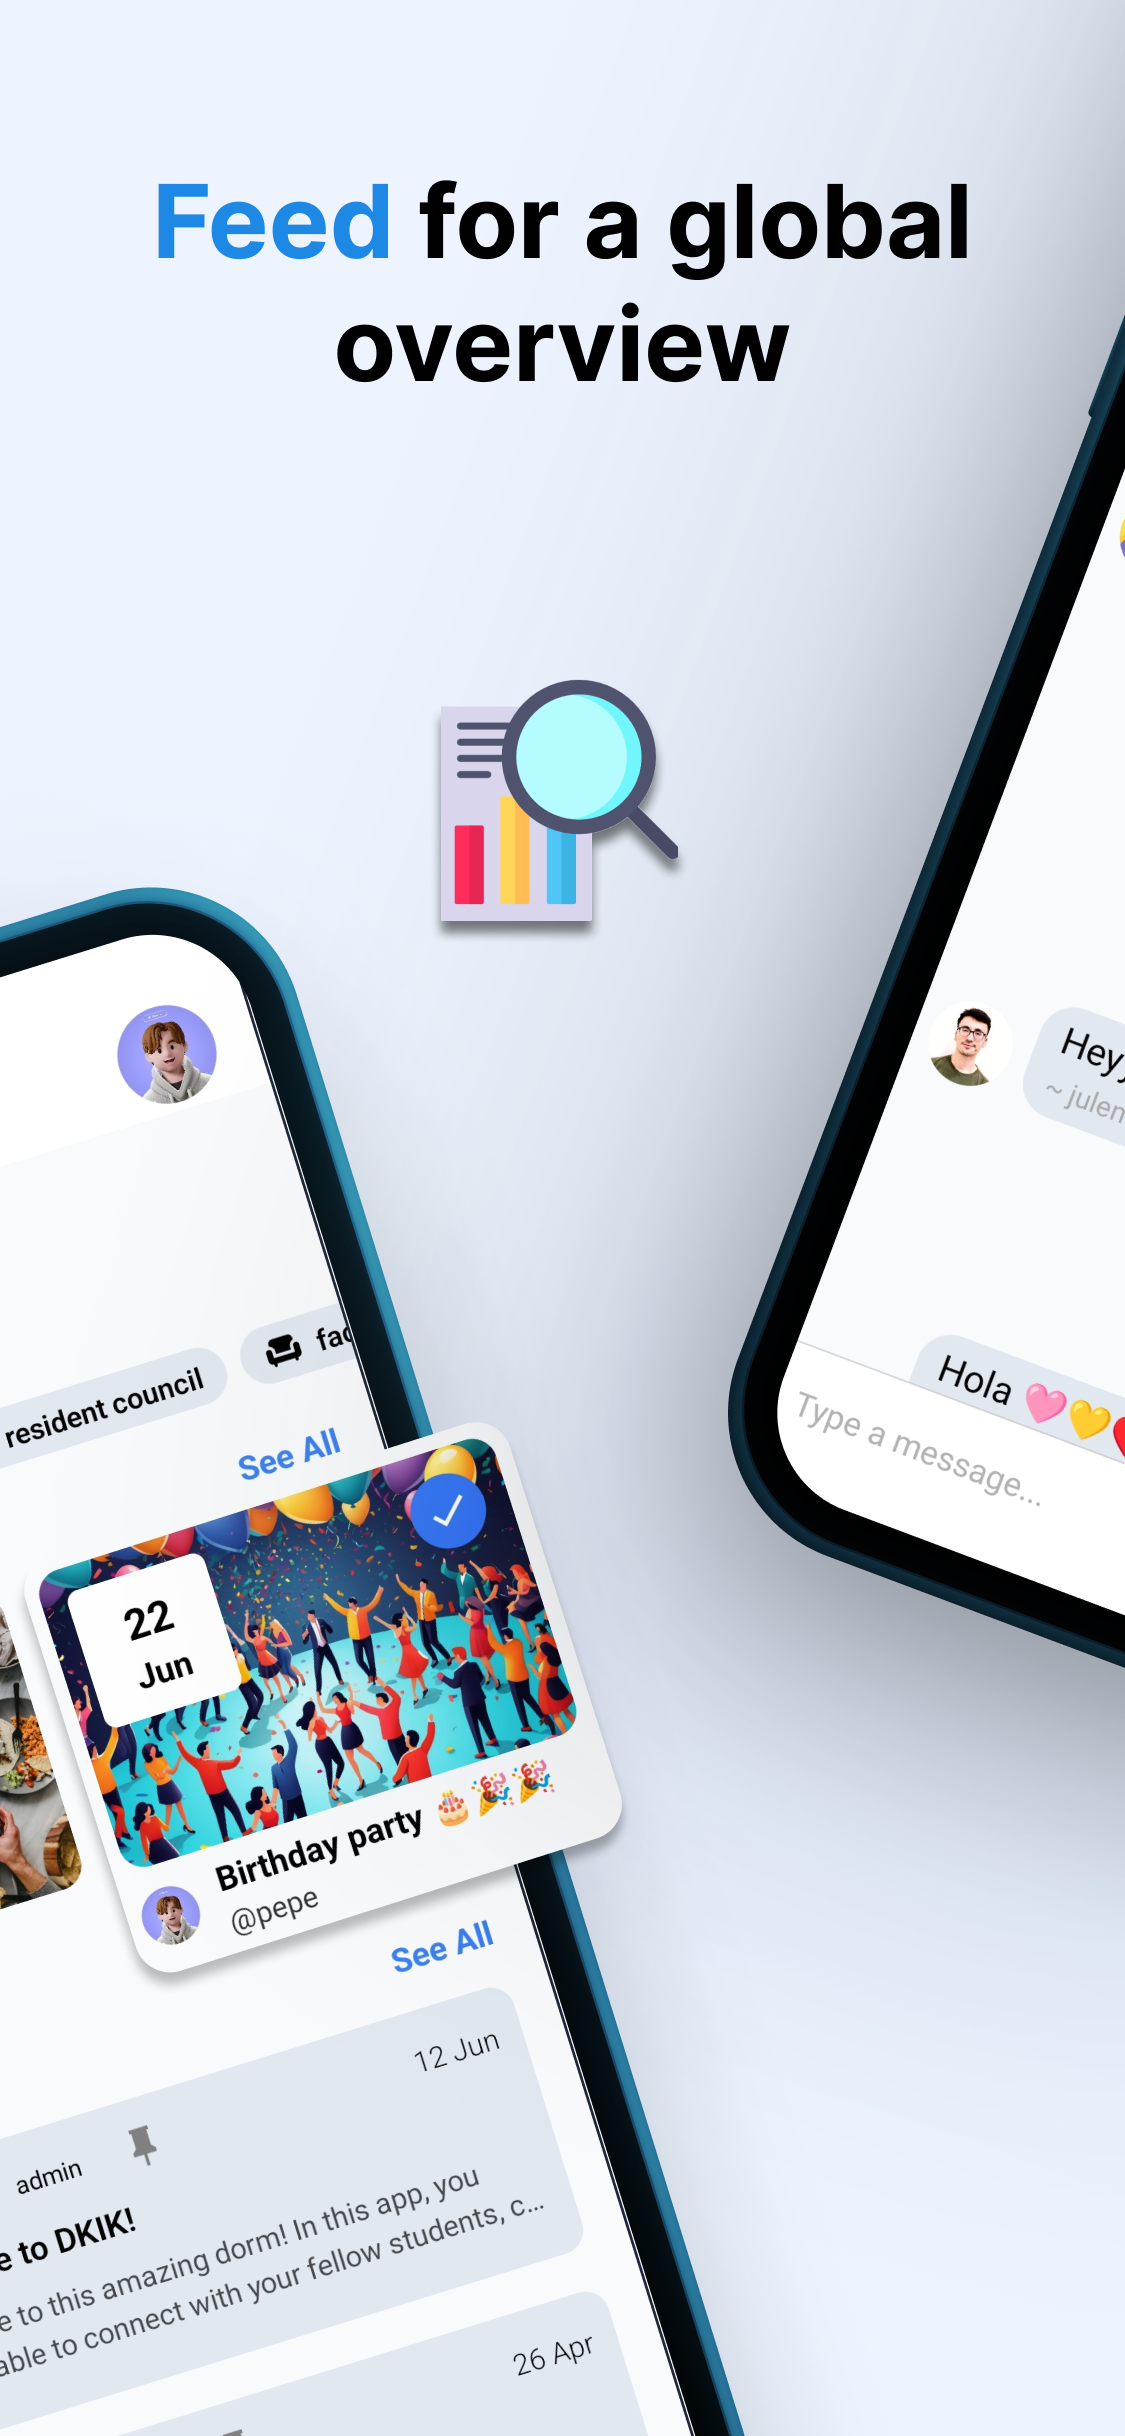 Feed for a global
overview
resident council
See All
22
Jun
Birthday party 🎂🎉🎉
@pepe
See All
12 Jun
admin
to DKIK!
to this amazing dorm! In this app, you
able to connect with your fellow students, c...
26 Apr
~ julen
Hola 🩷💛
Type a message...